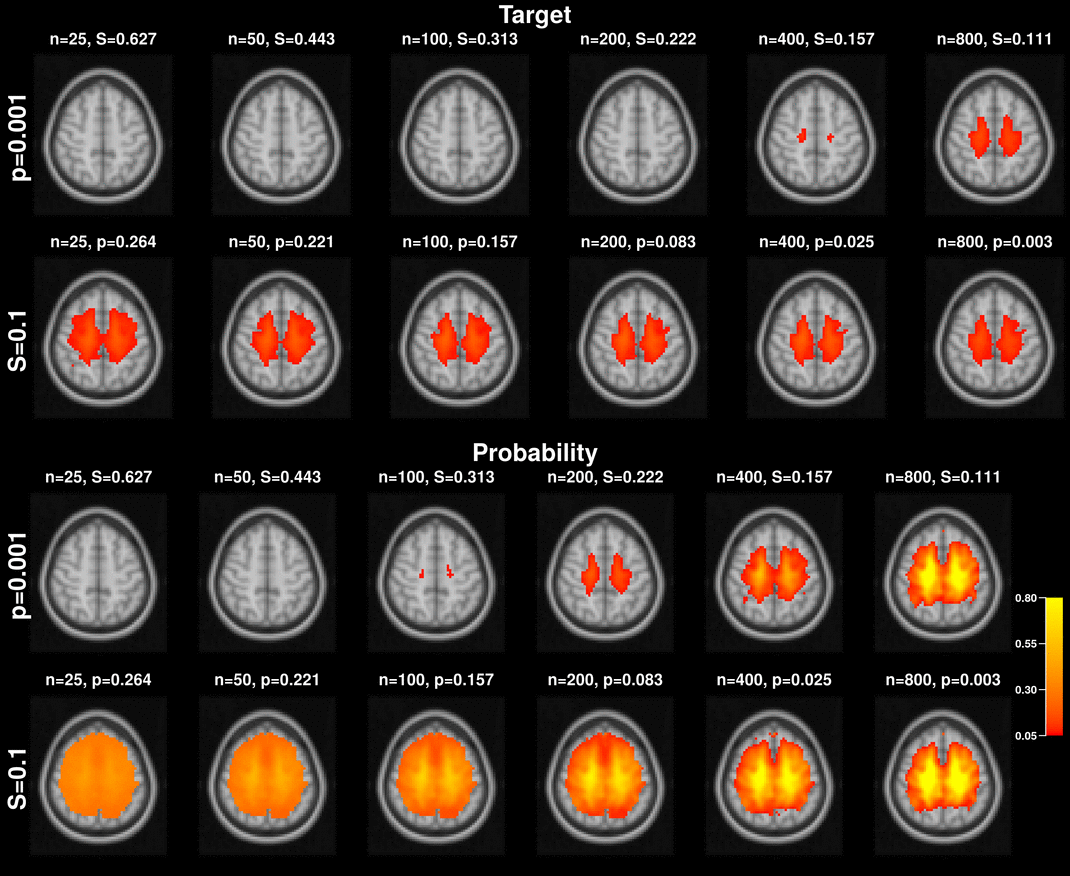 Target
n=25, S=0.627 n=50, S=0.443 n=100, S=0.313 n=200, S=0.222 n=400, S=0.157 n=800, S=0.111
p=0.001
n=25, p=0.264 n=50, p=0.221 n=100, p=0.157 n=200, p=0.083 n=400, p=0.025 n=800, p=0.003
S=0.1
Probability
n=25, S=0.627 n=50, S=0.443 n=100, S=0.313 n=200, S=0.222 n=400, S=0.157 n=800, S=0.111
p=0.001
0.80
0.55
0.30
0.05
n=25, p=0.264 n=50, p=0.221 n=100, p=0.157 n=200, p=0.083 n=400, p=0.025 n=800, p=0.003
S=0.1